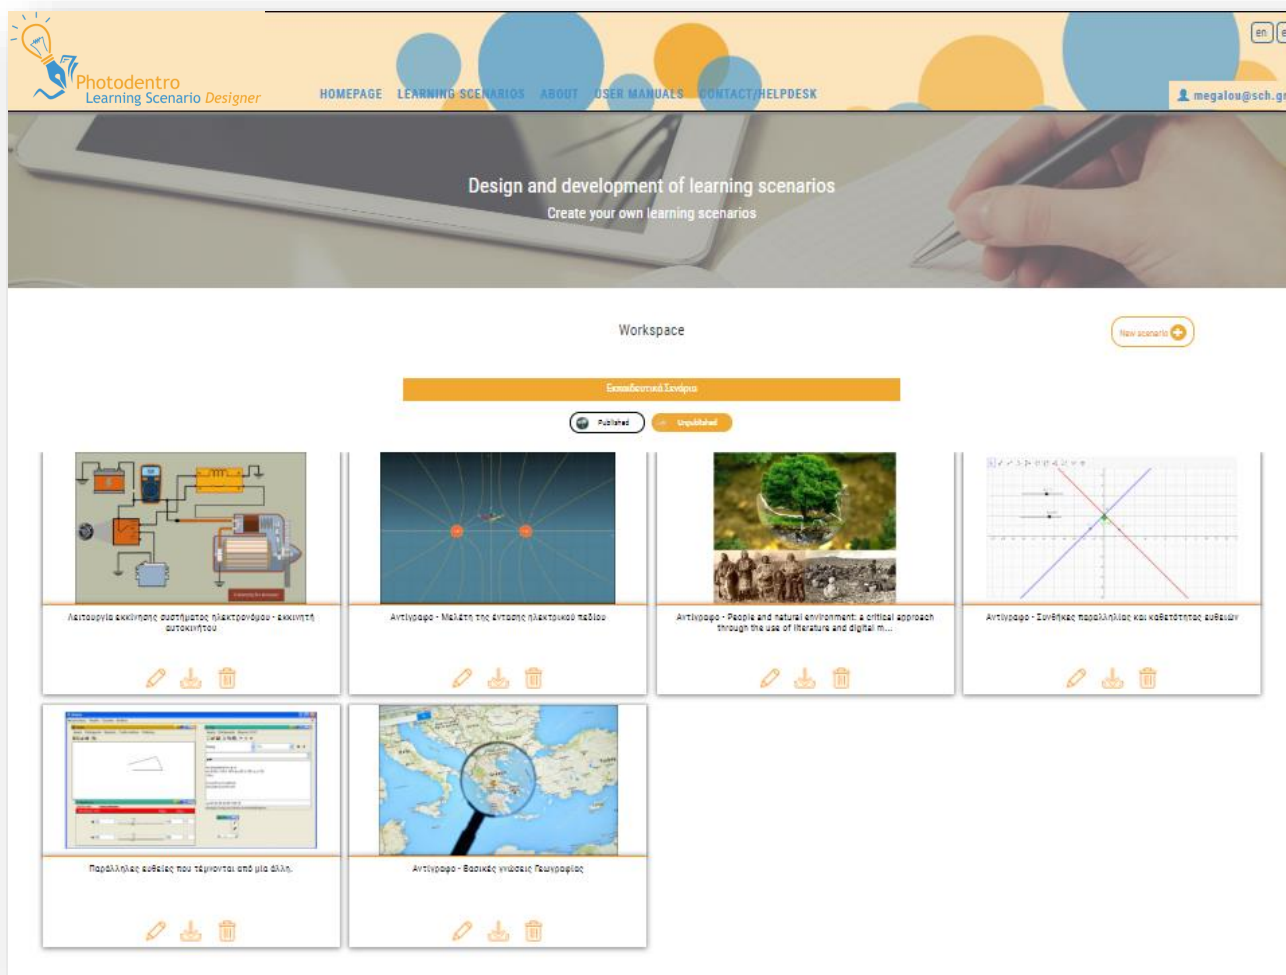 en
Photodentro
Learning Scenario Designer
HOMEPAGE LEARNING SCENARIOS ABOUT USER MANUALS CONTACT/HELPDESK
megalou@sch.gr
Design and development of learning scenarios
Create your own learning scenarios
Workspace
New scenario
Εκπαιδευτικά Σενάρια
Published Unpublished
Λειτουργία εκκίνησης συστήματος ηλεκτρονόμου - εκκινητή
αυτοκινήτου
Αντίγραφο - Μελέτη της έντασης ηλεκτρικού πεδίου
Αντίγραφο - People and natural environment: a critical approach
through the use of literature and digital m...
Αντίγραφο - Συνθήκες παραλληλίας και καθετότητας ευθειών
Παράλληλες ευθείες που τέμνονται από μία άλλη.
Αντίγραφο - Βασικές γνώσεις Γεωγραφίας